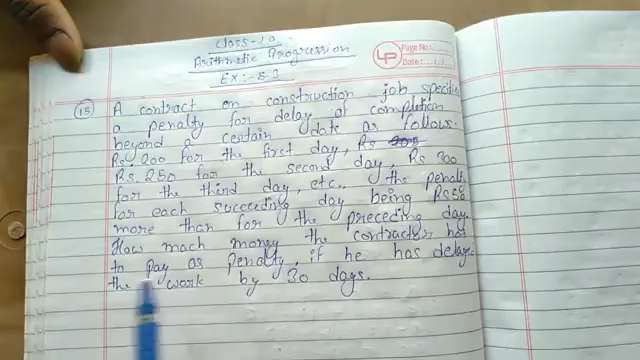 Class-10
Arithmetic Progression
Ex:-5.3
LP
Page No:
Date:
15) A contract on construction job specifie
a penalty for delay of completion
beyond a certain date as follows.
Rs. 200 for the first day, Rs
Rs. 250 for the second day, Rs 300
for the third day, etc., the penalty
for each succeeding day being Rs 50
more than for the preceding day.
How much money the contractor has
to pay as penalty, if he has delaye
the work by 30 days.